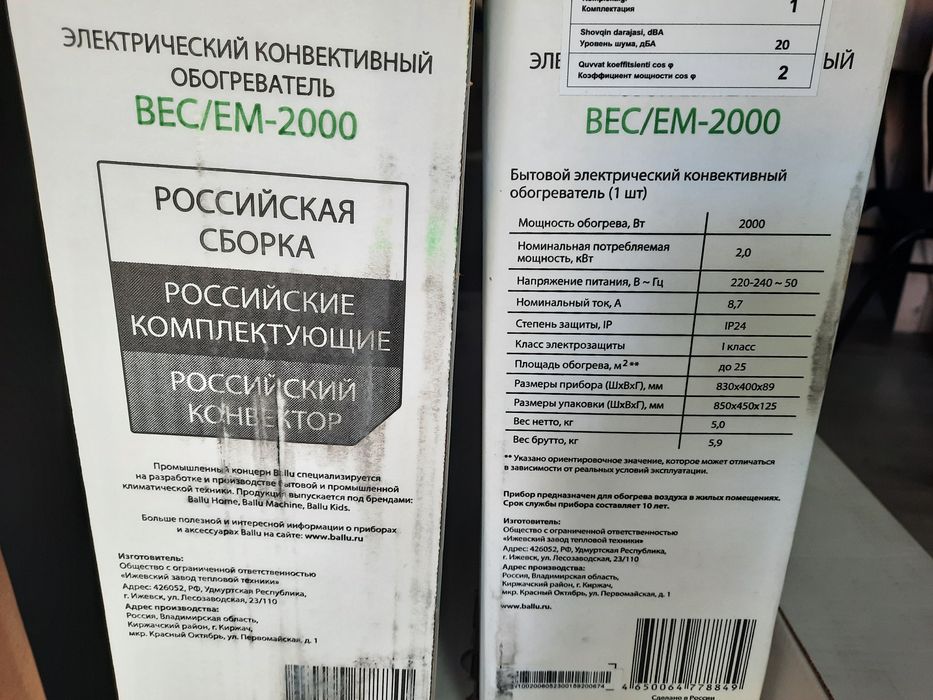 ЭЛЕКТРИЧЕСКИЙ КОНВЕКТИВНЫЙ
ОБОГРЕВАТЕЛЬ
BEC/EM-2000
РОССИЙСКАЯ
СБОРКА
РОССИЙСКИЕ
КОМПЛЕКТУЮЩИЕ
РОССИЙСКИЙ
КОНВЕКТОР
Промышленный концерн Ballu специализируется
на разработке и производстве бытовой и промышленной
климатической техники. Продукция выпускается под брендами:
Ballu Home, Ballu Machine, Ballu Kids.
Больше полезной и интересной информации о приборах
и аксессуарах Ballu на сайте: www.ballu.ru
Изготовитель:
Общество с ограниченной ответственностью
«Ижевский завод тепловой техники»
Адрес: 426052, РФ, Удмуртская Республика,
г. Ижевск, ул. Лесозаводская, 23/110
Адрес производства:
Россия, Владимирская область,
Киржачский район, г. Киржач,
мкр. Красный Октябрь, ул. Первомайская, д. 1
Комплектация 1
Shovqin darajasi, dBA
Уровень шума, дБА 20
Quvvat koeffitsienti cos φ
Коэффициент мощности cos φ 2
ЭЛЕ ЫЙ
BEC/EM-2000
Бытовой электрический конвективный
обогреватель (1 шт)
Мощность обогрева, Вт 2000
Номинальная потребляемая
мощность, кВт 2,0
Напряжение питания, В ~ Гц 220-240 ~ 50
Номинальный ток, А 8,7
Степень защиты, IP IP24
Класс электрозащиты I класс
Площадь обогрева, м2** до 25
Размеры прибора (ШхВхГ), мм 830х400х89
Размеры упаковки (ШхВхГ), мм 850х450х125
Вес нетто, кг 5,0
Вес брутто, кг 5,9
** Указано ориентировочное значение, которое может отличаться
в зависимости от реальных условий эксплуатации.
Прибор предназначен для обогрева воздуха в жилых помещениях.
Срок службы прибора составляет 10 лет.
Изготовитель:
Общество с ограниченной ответственностью
«Ижевский завод тепловой техники»
Адрес: 426052, РФ, Удмуртская Республика,
г. Ижевск, ул. Лесозаводская, 23/110
Адрес производства:
Россия, Владимирская область,
Киржачский район, г. Киржач,
мкр. Красный Октябрь, ул. Первомайская, д. 1
www.ballu.ru
4 650064 778849
Сделано в России